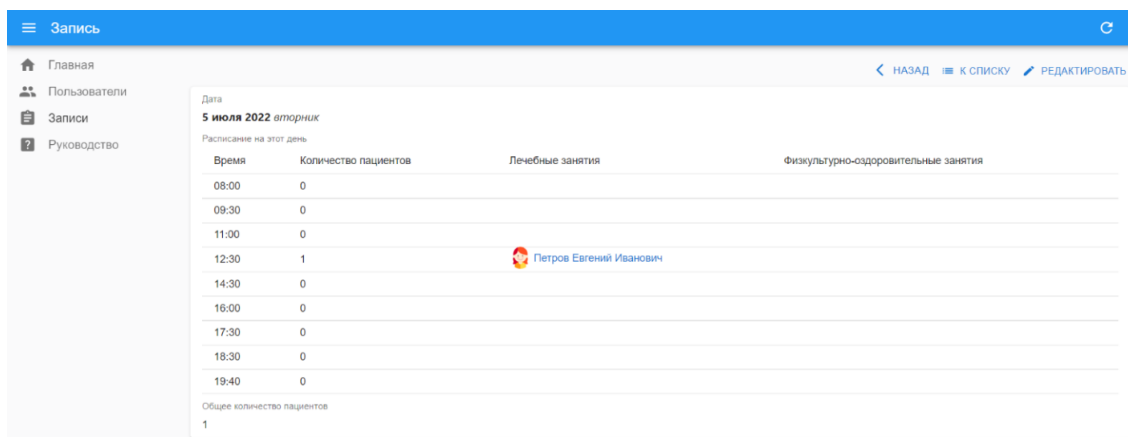 Запись
Главная
Пользователи
Записи
Руководство
НАЗАД К СПИСКУ РЕДАКТИРОВАТЬ
Дата
5 июля 2022 вторник
Расписание на этот день
Время Количество пациентов Лечебные занятия Физкультурно-оздоровительные занятия
08:00 0
09:30 0
11:00 0
12:30 1 Петров Евгений Иванович
14:30 0
16:00 0
17:30 0
18:30 0
19:40 0
Общее количество пациентов
1